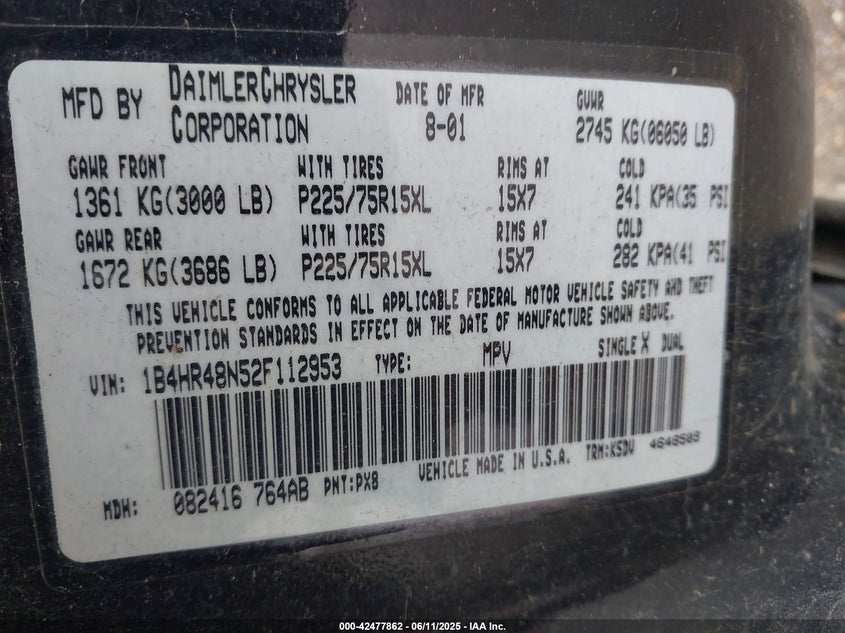 MFD BY DAIMLERCHRYSLER CORPORATION DATE OF MFR 8-01 GVWR 2745 KG(06050 LB)
GAWR FRONT WITH TIRES RIMS AT COLD
1361 KG(3000 LB) P225/75R15XL 15X7 241 KPA(35 PSI
GAWR REAR WITH TIRES RIMS AT COLD
1672 KG(3686 LB) P225/75R15XL 15X7 282 KPA(41 PSI
THIS VEHICLE CONFORMS TO ALL APPLICABLE FEDERAL MOTOR VEHICLE SAFETY AND THEFT
PREVENTION STANDARDS IN EFFECT ON THE DATE OF MANUFACTURE SHOWN ABOVE.
VIN: 1B4HR48N52F112953 TYPE: MPV SINGLE X DUAL
MDH: 082416 764AB PNT:PX8 VEHICLE MADE IN U.S.A. TRM:K5DV 4648503
000-42477862 - 06/11/2025 - IAA Inc.